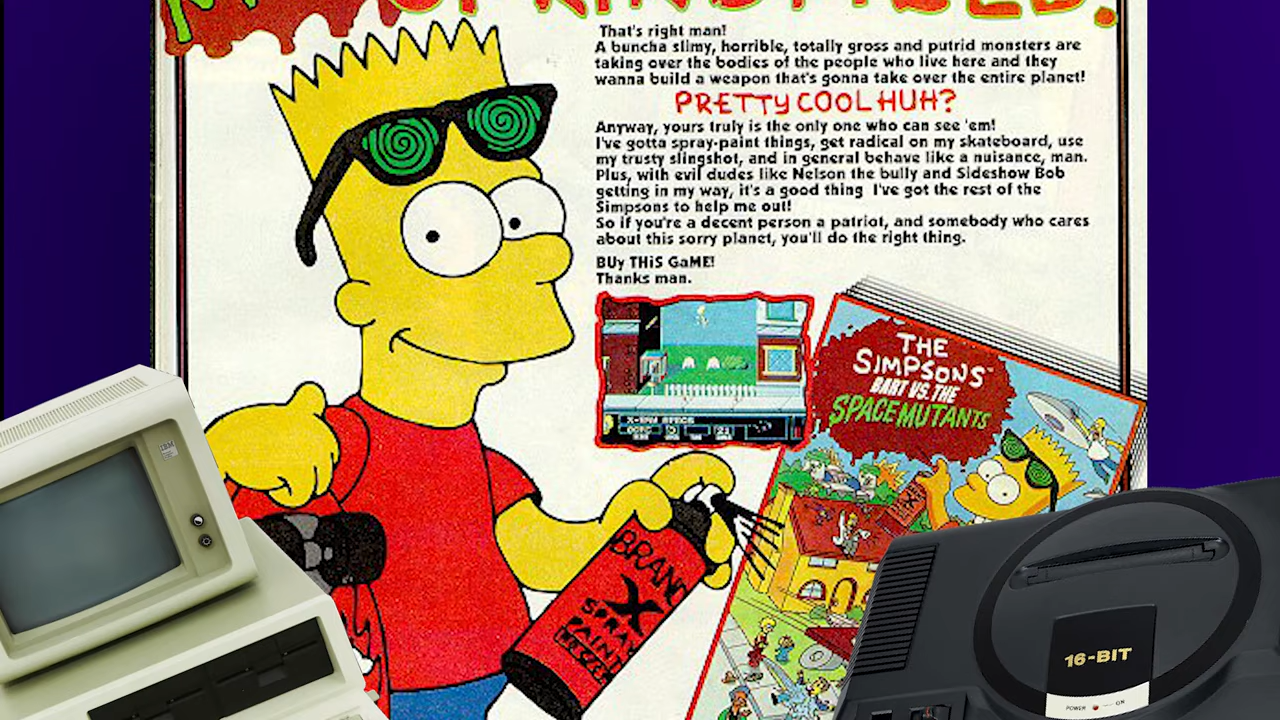 SPRINGFIELD!
That's right man!
A buncha slimy, horrible, totally gross and putrid monsters are
taking over the bodies of the people who live here and they
wanna build a weapon that's gonna take over the entire planet!
PRETTY COOL HUH?
Anyway, yours truly is the only one who can see 'em!
I've gotta spray-paint things, get radical on my skateboard, use
my trusty slingshot, and in general behave like a nuisance, man.
Plus, with evil dudes like Nelson the bully and Sideshow Bob
getting in my way, it's a good thing I've got the rest of the
Simpsons to help me out!
So if you're a decent person a patriot, and somebody who cares
about this sorry planet, you'll do the right thing.
BUy THiS GaME!
Thanks man.
THE
SIMPSONS™
BART VS. THE
SPACE MUTANTS
X-RAY SPECS
IBM
BRAND
X
SPRAY
PAINT
16-BIT
POWER
ON